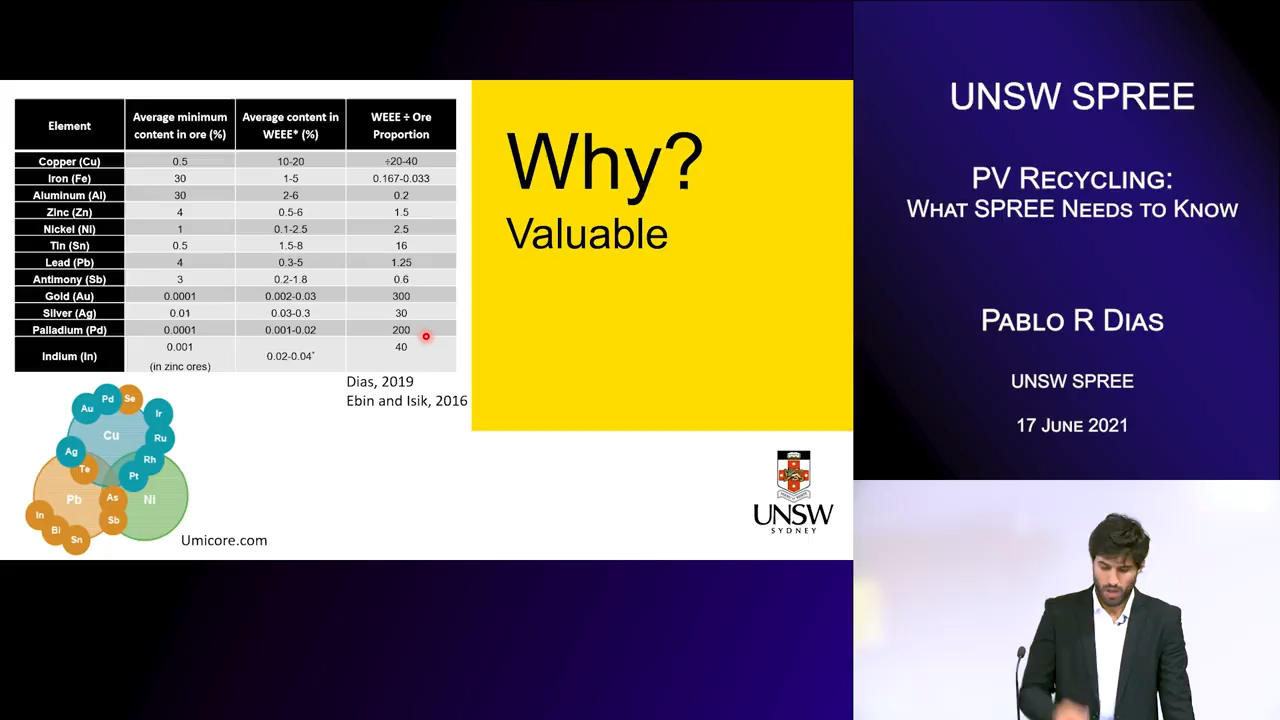 Element
Average minimum content in ore (%)
Average content in WEEE* (%)
WEEE ÷ Ore Proportion
Copper (Cu) 0.5 10-20 ÷20-40
Iron (Fe) 30 1-5 0.167-0.033
Aluminum (Al) 30 2-6 0.2
Zinc (Zn) 4 0.5-6 1.5
Nickel (Ni) 1 0.1-2.5 2.5
Tin (Sn) 0.5 1.5-8 16
Lead (Pb) 4 0.3-5 1.25
Antimony (Sb) 3 0.2-1.8 0.6
Gold (Au) 0.0001 0.002-0.03 300
Silver (Ag) 0.01 0.03-0.3 30
Palladium (Pd) 0.0001 0.001-0.02 200
Indium (In) 0.001 (in zinc ores) 0.02-0.04* 40
Dias, 2019
Ebin and Isik, 2016
Pd
Se
Au
Ir
Cu
Ru
Ag
Rh
Te
Pt
Pb
As
Ni
In
Sb
Bi
Sn
Umicore.com
Why?
Valuable
UNSW
SYDNEY
UNSW SPREE
PV Recycling:
What SPREE Needs to Know
Pablo R Dias
UNSW SPREE
17 June 2021